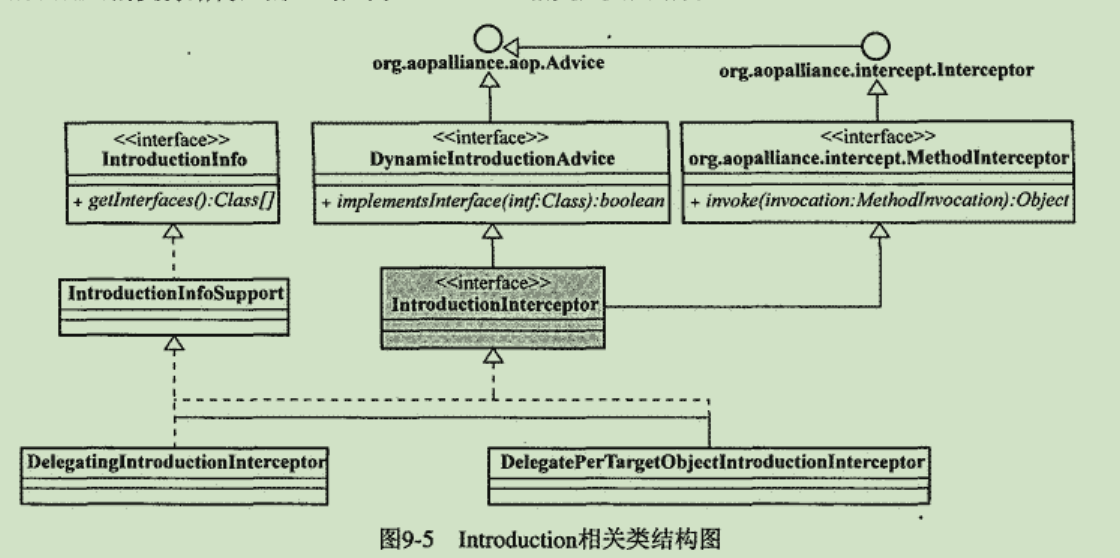 org.aopalliance.aop.Advice
org.aopalliance.intercept.Interceptor
<<interface>>
IntroductionInfo
+ getInterfaces():Class[]
<<interface>>
DynamicIntroductionAdvice
+ implementsInterface(intf:Class):boolean
<<interface>>
org.aopalliance.intercept.MethodInterceptor
+ invoke(invocation:MethodInvocation):Object
IntroductionInfoSupport
<<interface>>
IntroductionInterceptor
DelegatingIntroductionInterceptor
DelegatePerTargetObjectIntroductionInterceptor
图9-5 Introduction相关类结构图